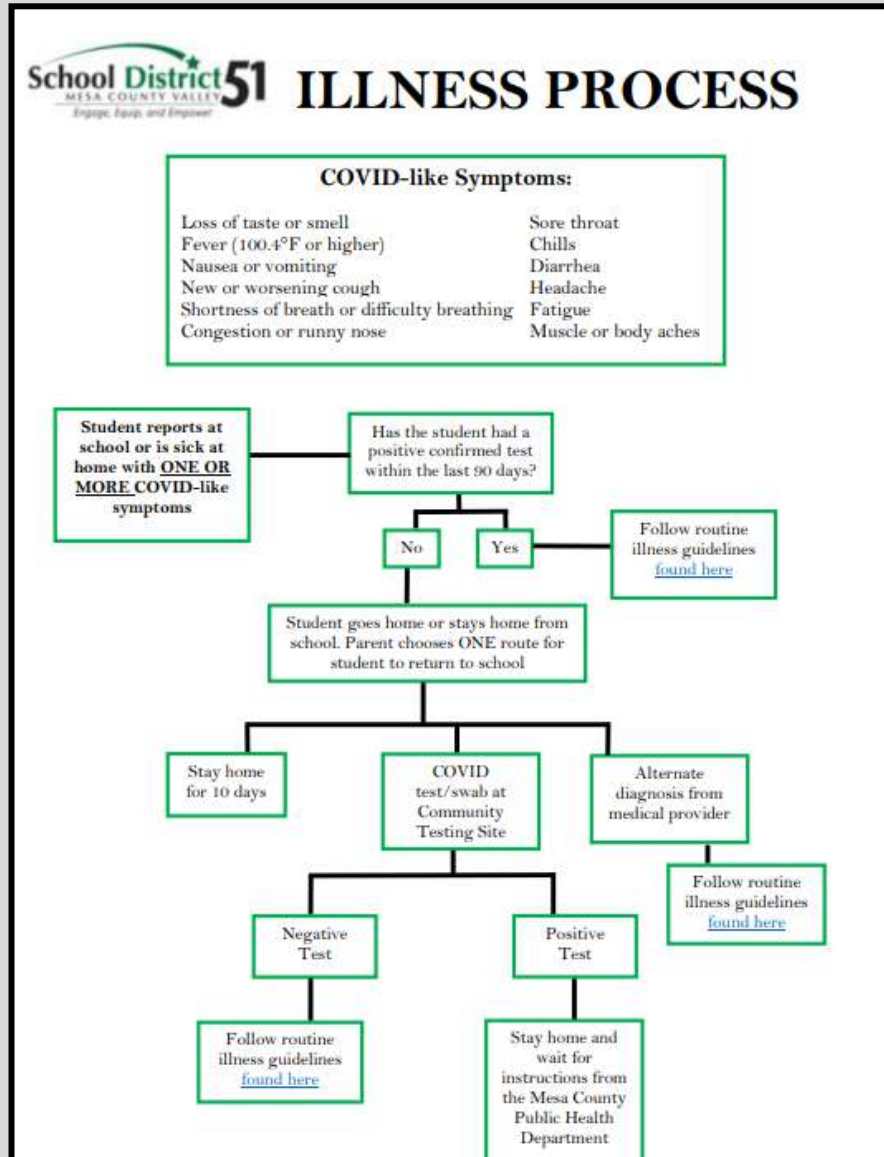 School District 51
MESA COUNTY VALLEY
Engage, Equip, and Empower
ILLNESS PROCESS
COVID-like Symptoms:
Loss of taste or smell
Fever (100.4°F or higher)
Nausea or vomiting
New or worsening cough
Shortness of breath or difficulty breathing
Congestion or runny nose
Sore throat
Chills
Diarrhea
Headache
Fatigue
Muscle or body aches
Student reports at
school or is sick at
home with ONE OR
MORE COVID-like
symptoms
Has the student had a
positive confirmed test
within the last 90 days?
No
Yes
Follow routine
illness guidelines
found here
Student goes home or stays home from
school. Parent chooses ONE route for
student to return to school
Stay home
for 10 days
COVID
test/swab at
Community
Testing Site
Alternate
diagnosis from
medical provider
Follow routine
illness guidelines
found here
Negative
Test
Positive
Test
Follow routine
illness guidelines
found here
Stay home and
wait for
instructions from
the Mesa County
Public Health
Department